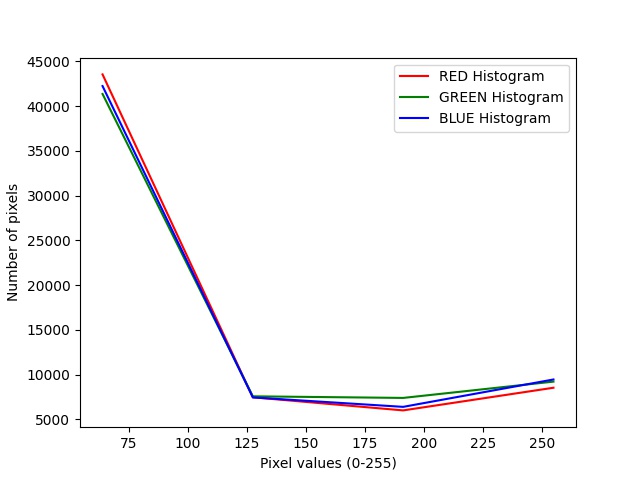 45000
40000
35000
30000
25000
20000
15000
10000
5000
Number of pixels
RED Histogram
GREEN Histogram
BLUE Histogram
75 100 125 150 175 200 225 250
Pixel values (0-255)